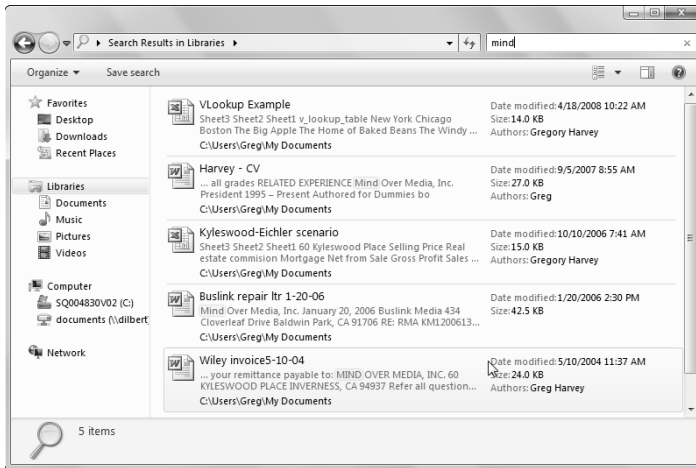 Search Results in Libraries
mind
Organize
Save search
Favorites
Desktop
Downloads
Recent Places
Libraries
Documents
Music
Pictures
Videos
Computer
SQ004830V02 (C:)
documents (\\dilbert
Network
VLookup Example
Sheet3 Sheet2 Sheet1 v_lookup_table New York Chicago
Boston The Big Apple The Home of Baked Beans The Windy ...
C:\Users\Greg\My Documents
Date modified: 4/18/2008 10:22 AM
Size: 14.0 KB
Authors: Gregory Harvey
Harvey - CV
... all grades RELATED EXPERIENCE Mind Over Media, Inc.
President 1995 – Present Authored for Dummies bo
C:\Users\Greg\My Documents
Date modified: 9/5/2007 8:55 AM
Size: 27.0 KB
Authors: Greg
Kyleswood-Eichler scenario
Sheet3 Sheet2 Sheet1 60 Kyleswood Place Selling Price Real
estate commision Mortgage Net from Sale Gross Profit Sales ...
C:\Users\Greg\My Documents
Date modified: 10/10/2006 7:41 AM
Size: 15.0 KB
Authors: Gregory Harvey
Buslink repair ltr 1-20-06
Mind Over Media, Inc. January 20, 2006 Buslink Media 434
Cloverleaf Drive Baldwin Park, CA 91706 RE: RMA KM1200613...
C:\Users\Greg\My Documents
Date modified: 1/20/2006 2:30 PM
Size: 42.5 KB
Wiley invoice5-10-04
... your remittance payable to: MIND OVER MEDIA, INC. 60
KYLESWOOD PLACE INVERNESS, CA 94937 Refer all question...
C:\Users\Greg\My Documents
Date modified: 5/10/2004 11:37 AM
Size: 24.0 KB
Authors: Greg Harvey
5 items